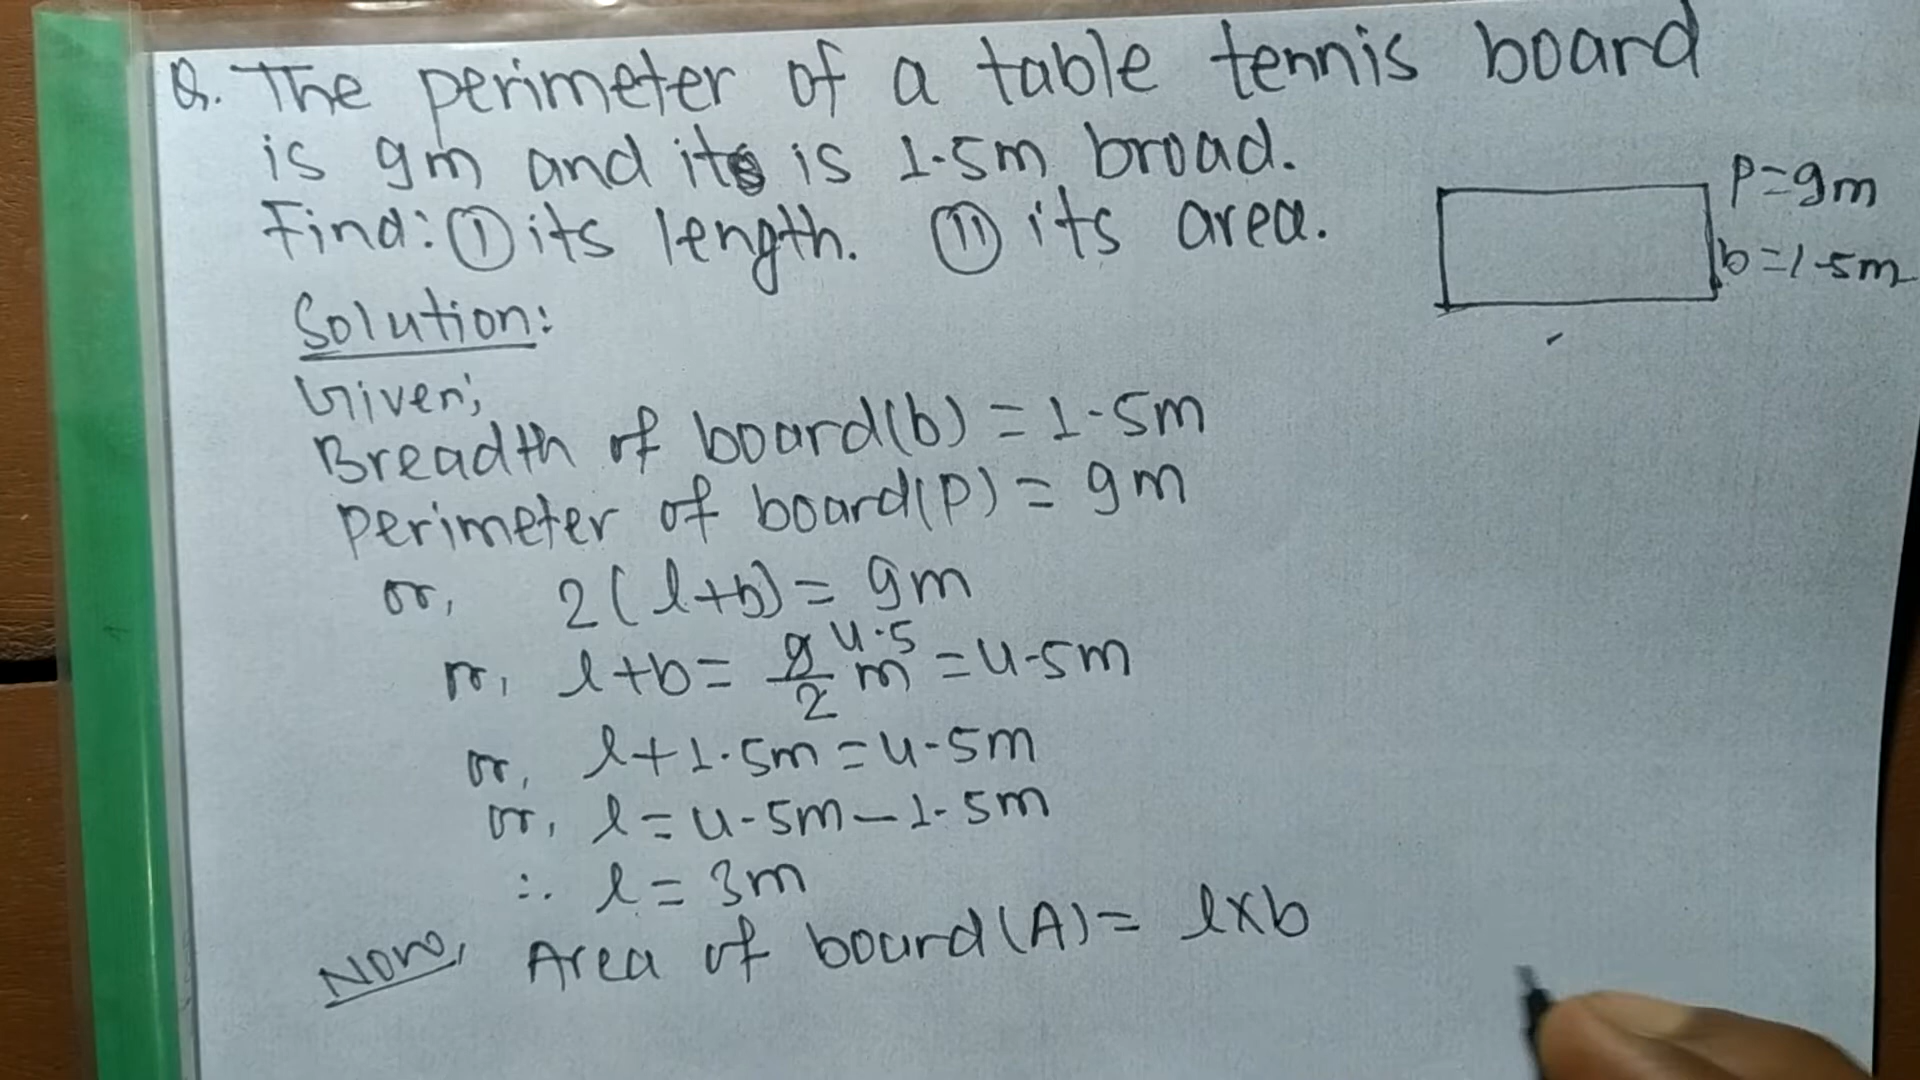 Q. The perimeter of a table tennis board
is 9m and its is 1.5m broad.
Find: (i) its length. (ii) its area.
P=9m
b=1.5m
Solution:
Given;
Breadth of board(b) = 1.5m
Perimeter of board(P) = 9m
or, 2(l+b) = 9m
or, l+b = 9/2 4.5 m = 4.5m
or, l+1.5m = 4.5m
or, l = 4.5m - 1.5m
∴ l = 3m
Now, Area of board(A) = l×b